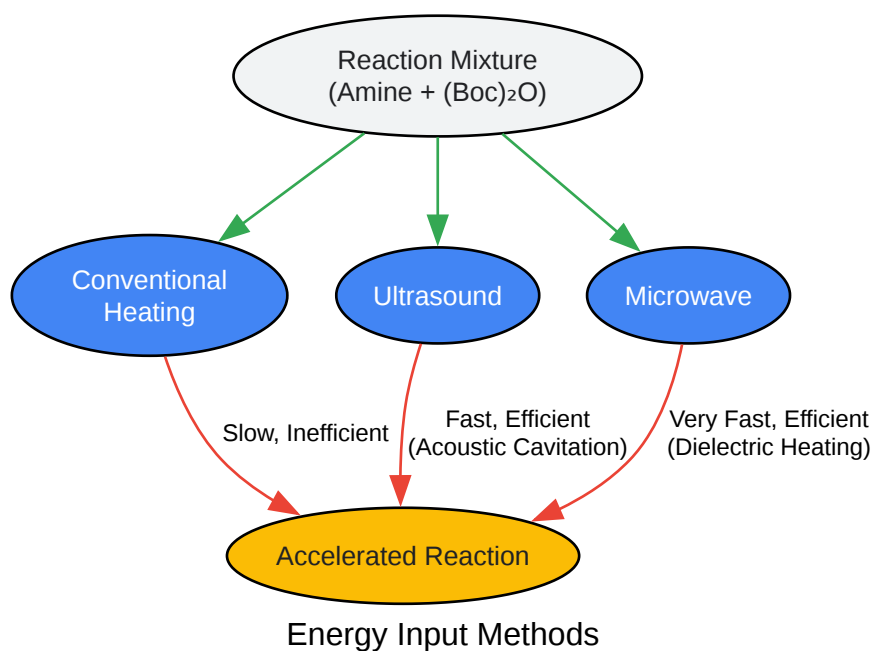 Reaction Mixture
(Amine + (Boc)₂O)
Conventional
Heating
Ultrasound
Microwave
Slow, Inefficient
Fast, Efficient
(Acoustic Cavitation)
Very Fast, Efficient
(Dielectric Heating)
Accelerated Reaction
Energy Input Methods